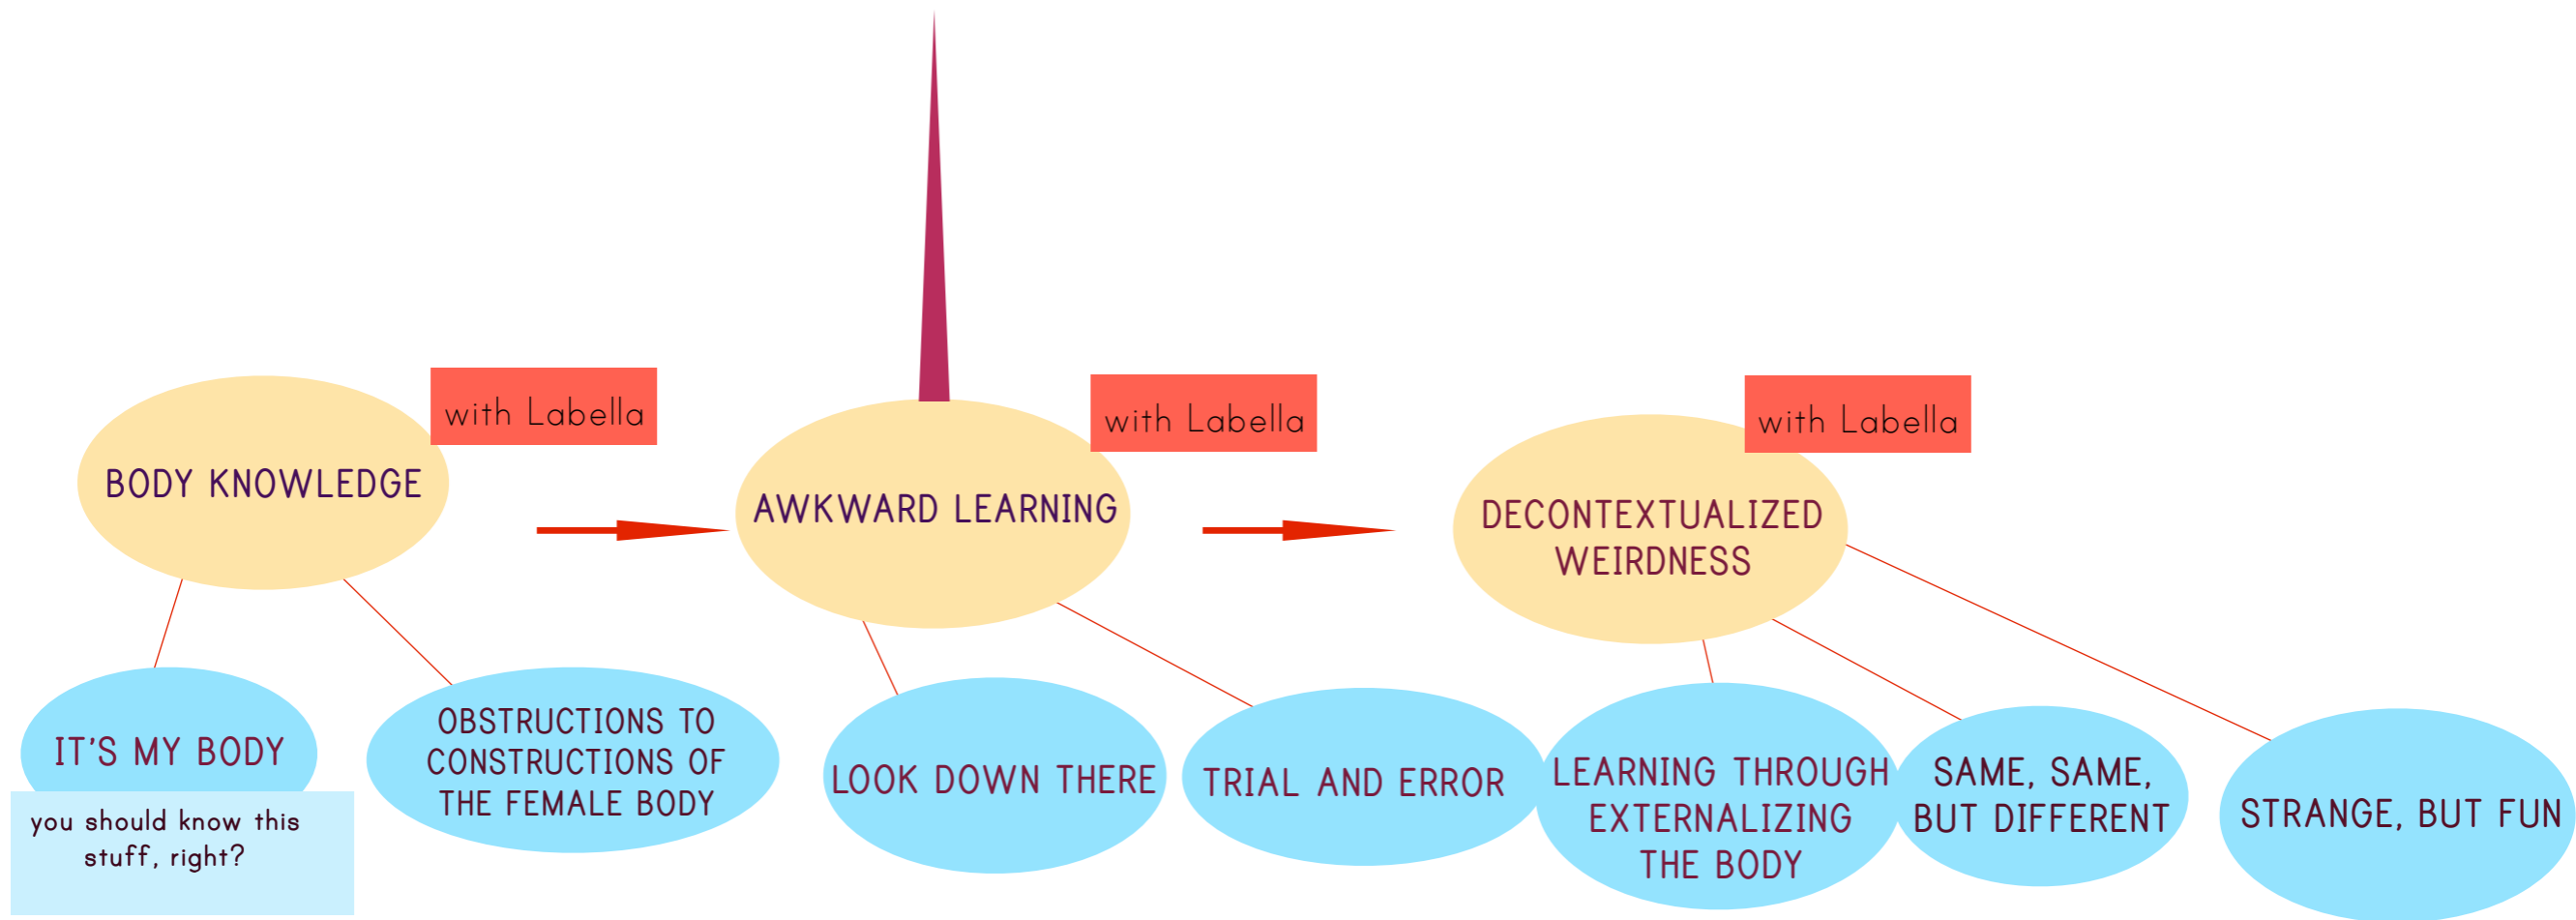 with Labella
BODY KNOWLEDGE
with Labella
AWKWARD LEARNING
with Labella
DECONTEXTUALIZED
WEIRDNESS
IT'S MY BODY
you should know this
stuff, right?
OBSTRUCTIONS TO
CONSTRUCTIONS OF
THE FEMALE BODY
LOOK DOWN THERE
TRIAL AND ERROR
LEARNING THROUGH
EXTERNALIZING
THE BODY
SAME, SAME,
BUT DIFFERENT
STRANGE, BUT FUN